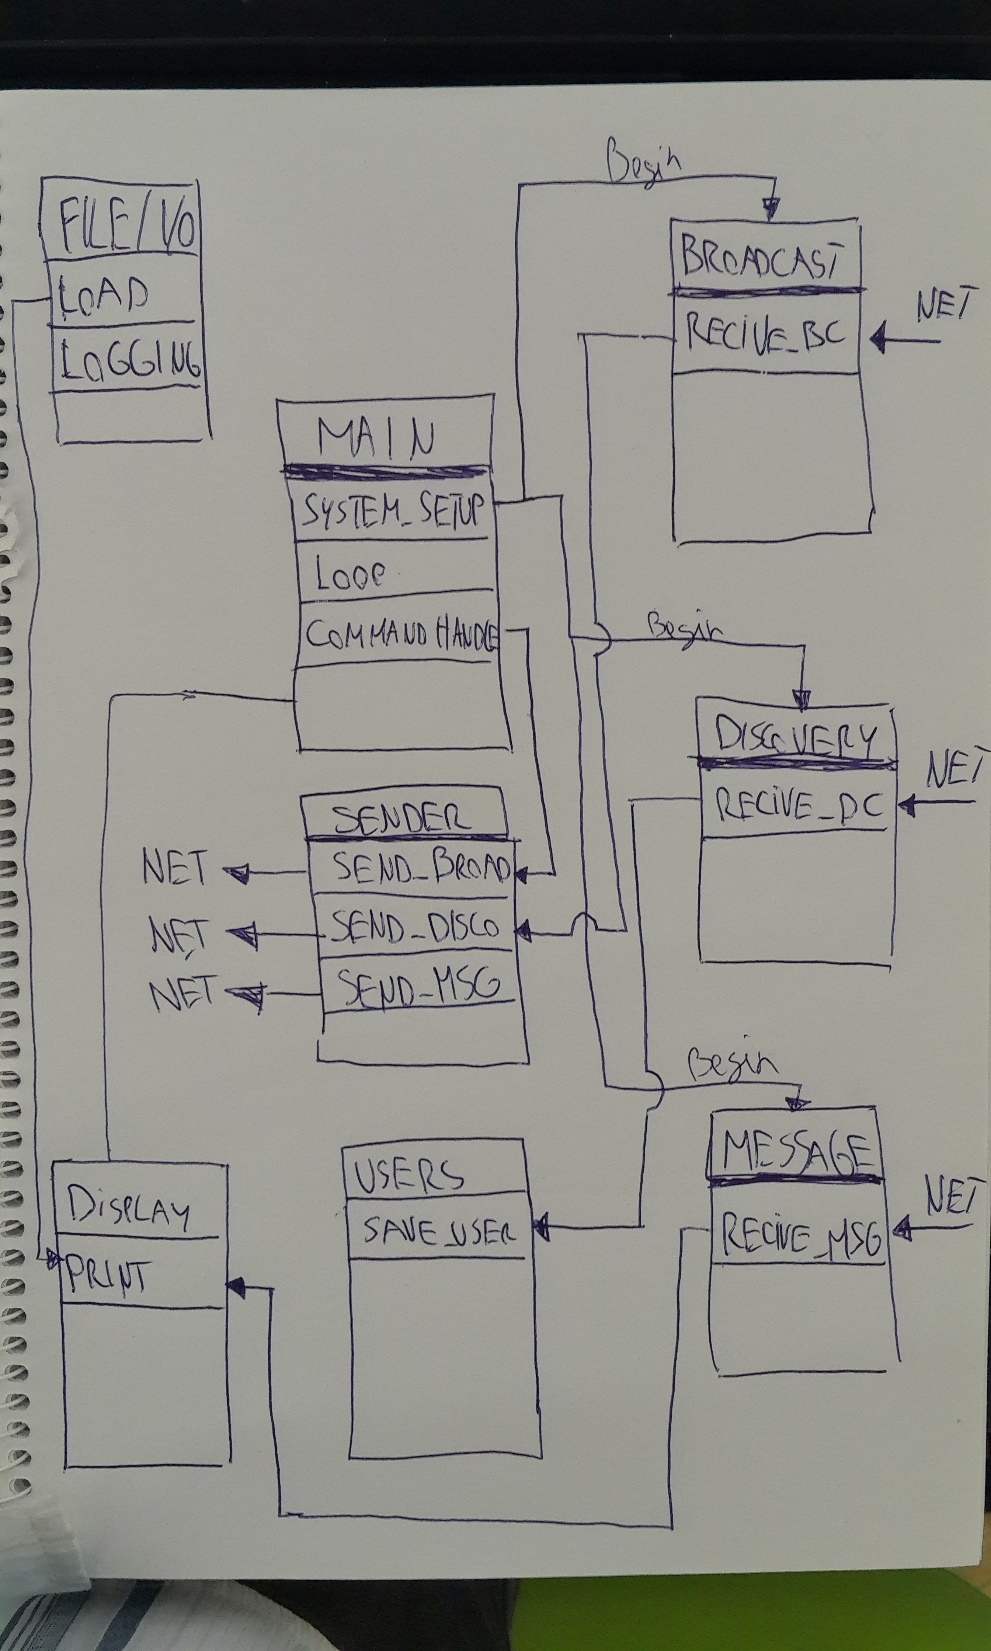 Begin
FILE/I/O
LOAD
LOGGING
BROADCAST
RECIVE_BC
NET
MAIN
SYSTEM_SETUP
LOOP
COMMAND HANDLE
Begin
DISCOVERY
RECIVE_DC
NET
SENDER
SEND_BROAD
SEND_DISCO
SEND_MSG
NET
NET
NET
Begin
MESSAGE
RECIVE_MSG
NET
USERS
SAVE_USER
DISPLAY
PRINT